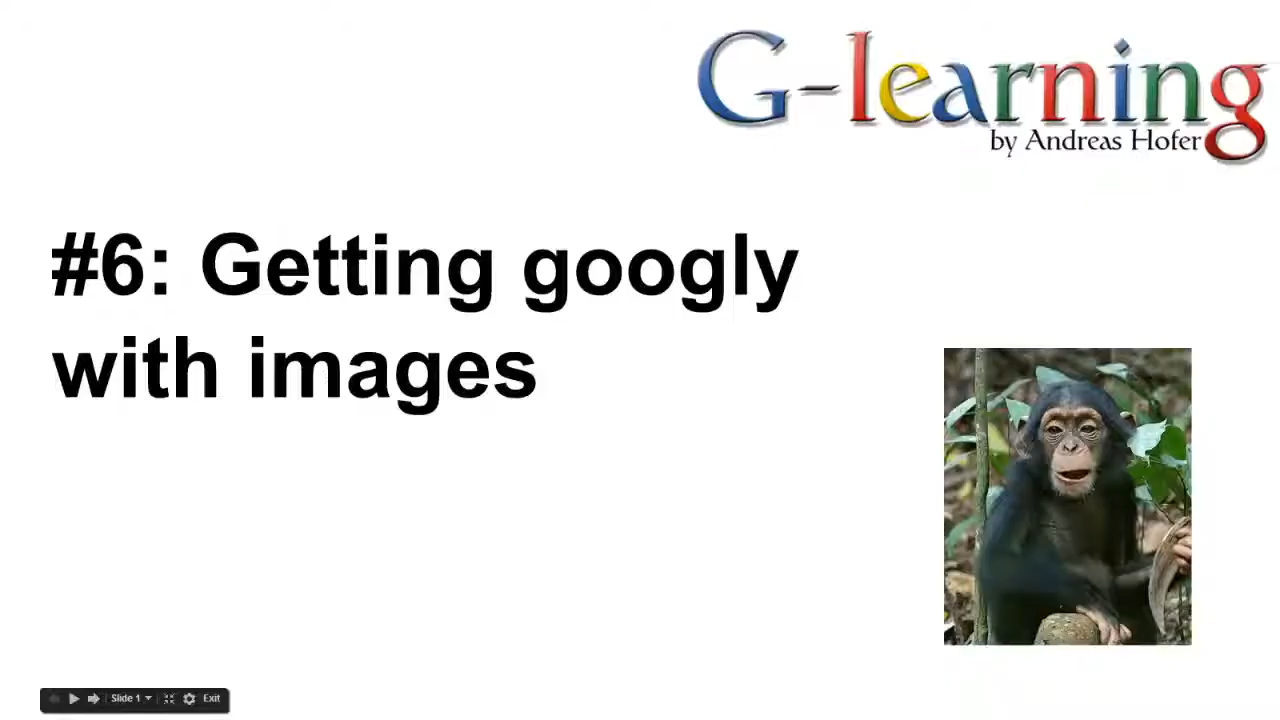 G-learning
by Andreas Hofer
#6: Getting googly
with images
Slide 1 Exit